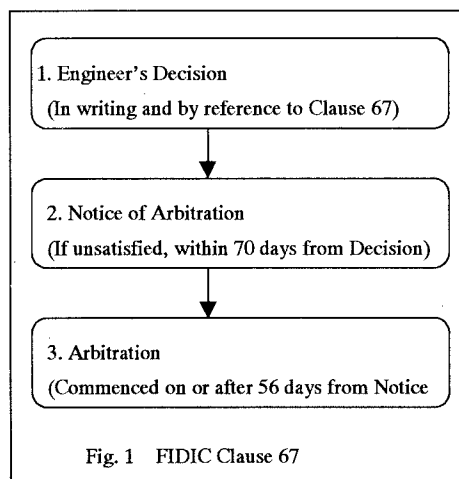 1. Engineer's Decision
(In writing and by reference to Clause 67)
2. Notice of Arbitration
(If unsatisfied, within 70 days from Decision)
3. Arbitration
(Commenced on or after 56 days from Notice
Fig. 1 FIDIC Clause 67